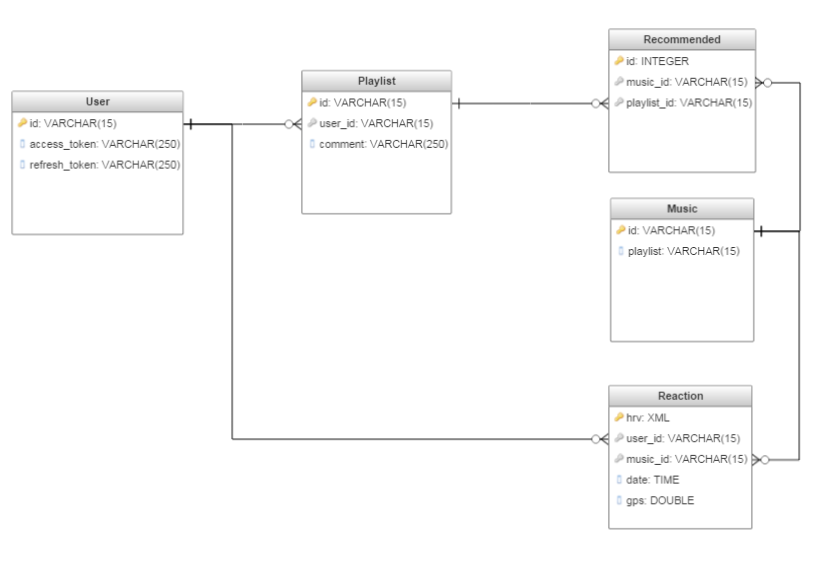 User
id: VARCHAR(15)
access_token: VARCHAR(250)
refresh_token: VARCHAR(250)
Playlist
id: VARCHAR(15)
user_id: VARCHAR(15)
comment: VARCHAR(250)
Recommended
id: INTEGER
music_id: VARCHAR(15)
playlist_id: VARCHAR(15)
Music
id: VARCHAR(15)
playlist: VARCHAR(15)
Reaction
hrv: XML
user_id: VARCHAR(15)
music_id: VARCHAR(15)
date: TIME
gps: DOUBLE